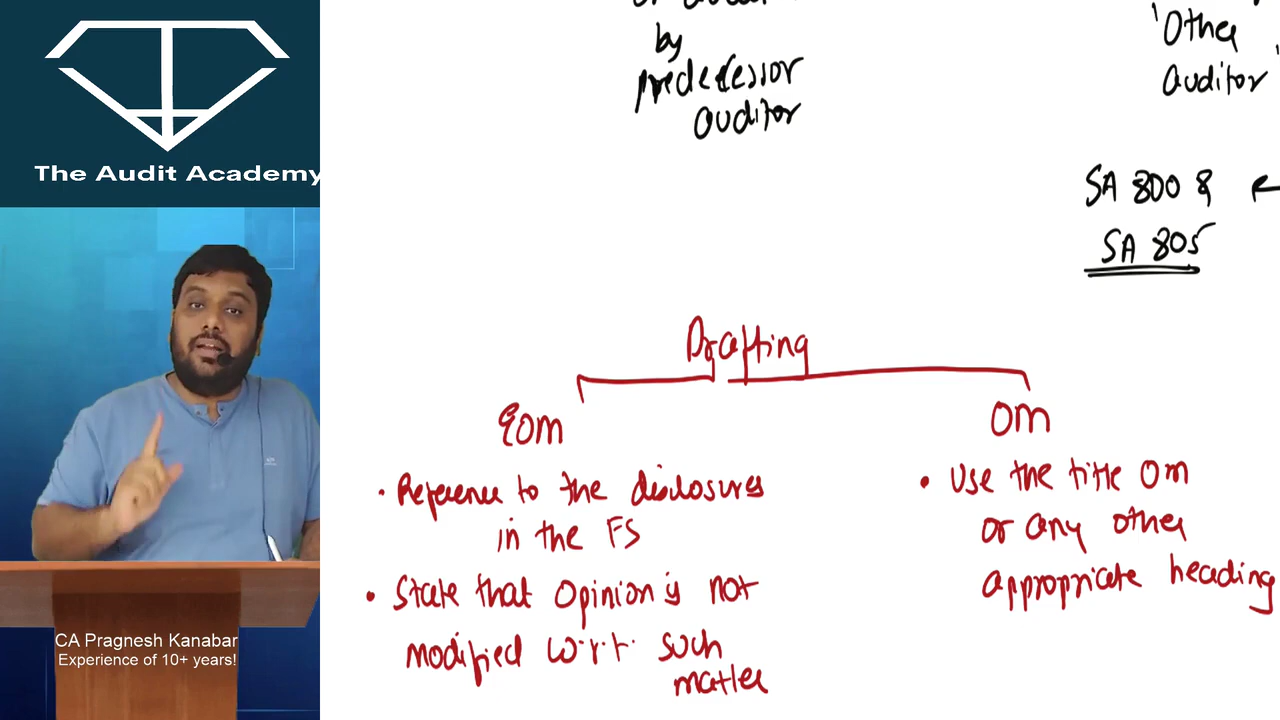 The Audit Academy
by
predecessor
auditor
'Other
auditor'
SA 800 &
SA 805
Drafting
EOM
• Reference to the disclosures
in the FS
• State that opinion is not
modified w.r.t. such
matter
OM
• Use the title OM
or any other
appropriate heading
CA Pragnesh Kanabar
Experience of 10+ years!